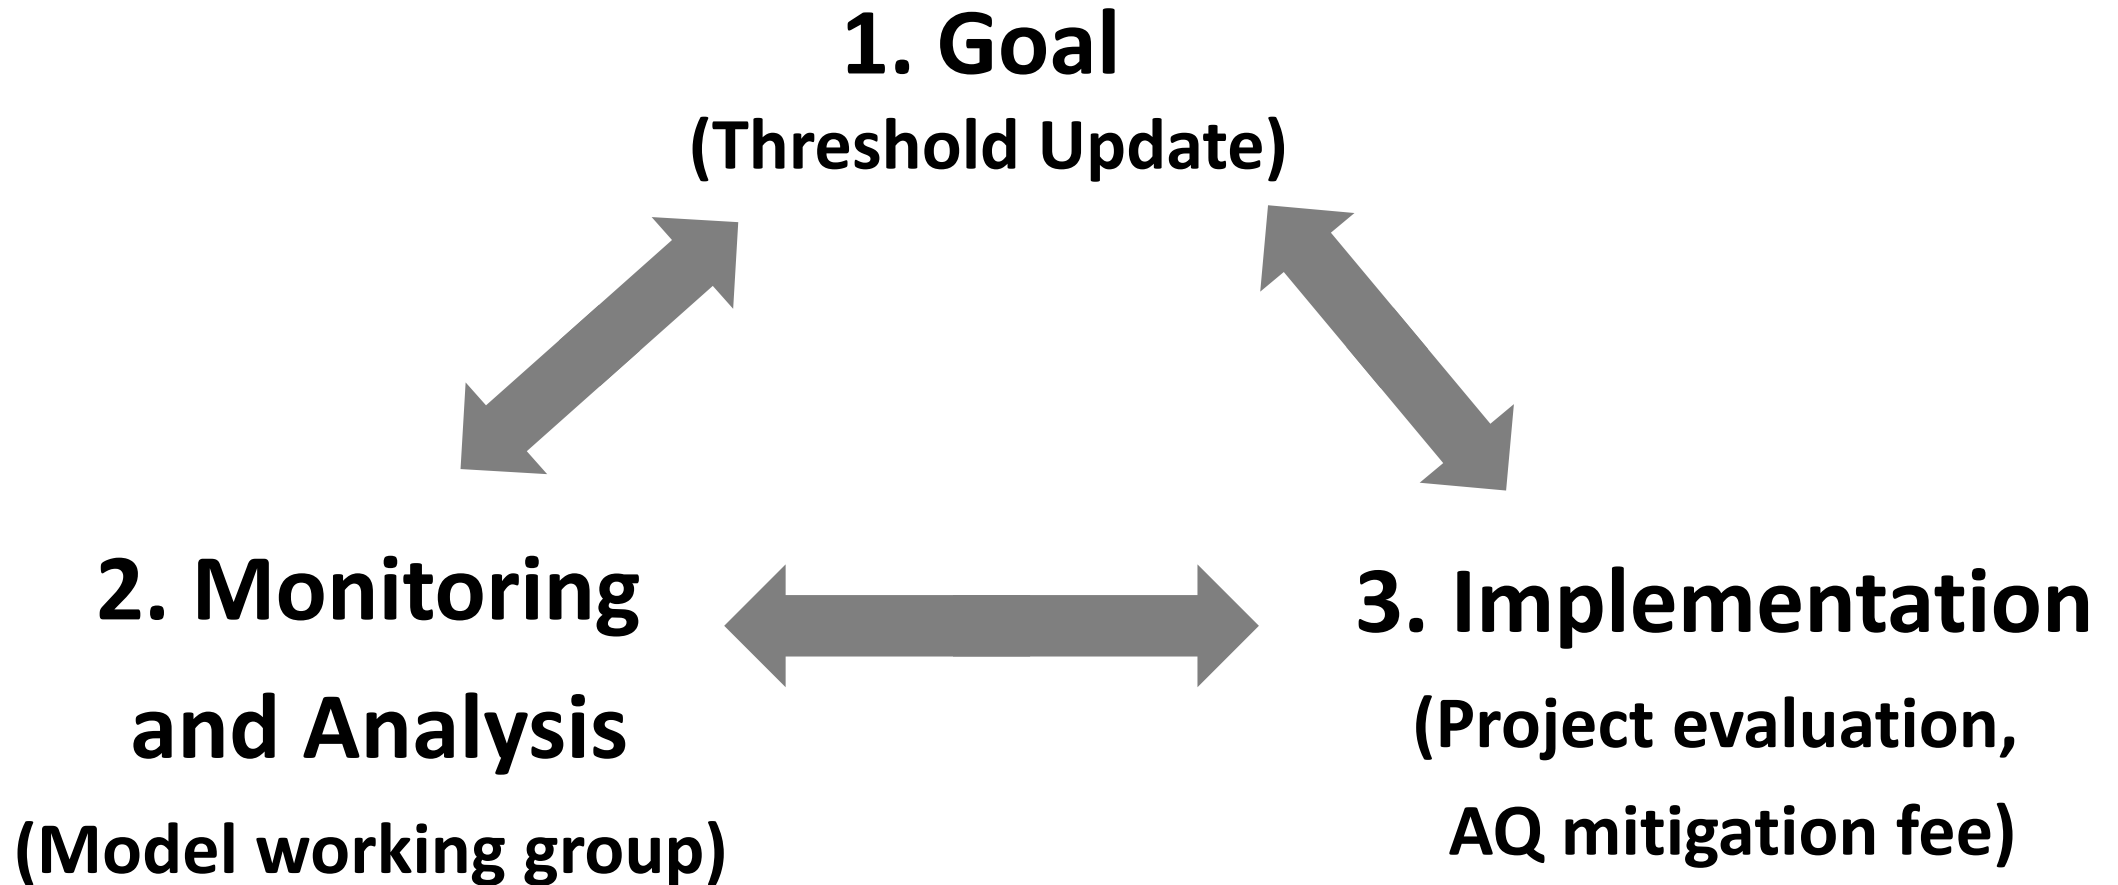 1. Goal
(Threshold Update)
2. Monitoring
and Analysis
(Model working group)
3. Implementation
(Project evaluation,
AQ mitigation fee)